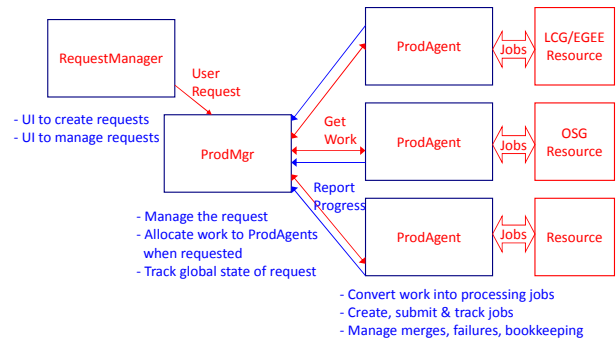 RequestManager
User
Request
- UI to create requests
- UI to manage requests
ProdMgr
- Manage the request
- Allocate work to ProdAgents
when requested
- Track global state of request
Get
Work
Report
Progress
ProdAgent
Jobs
LCG/EGEE
Resource
ProdAgent
Jobs
OSG
Resource
ProdAgent
Jobs
Resource
- Convert work into processing jobs
- Create, submit & track jobs
- Manage merges, failures, bookkeeping